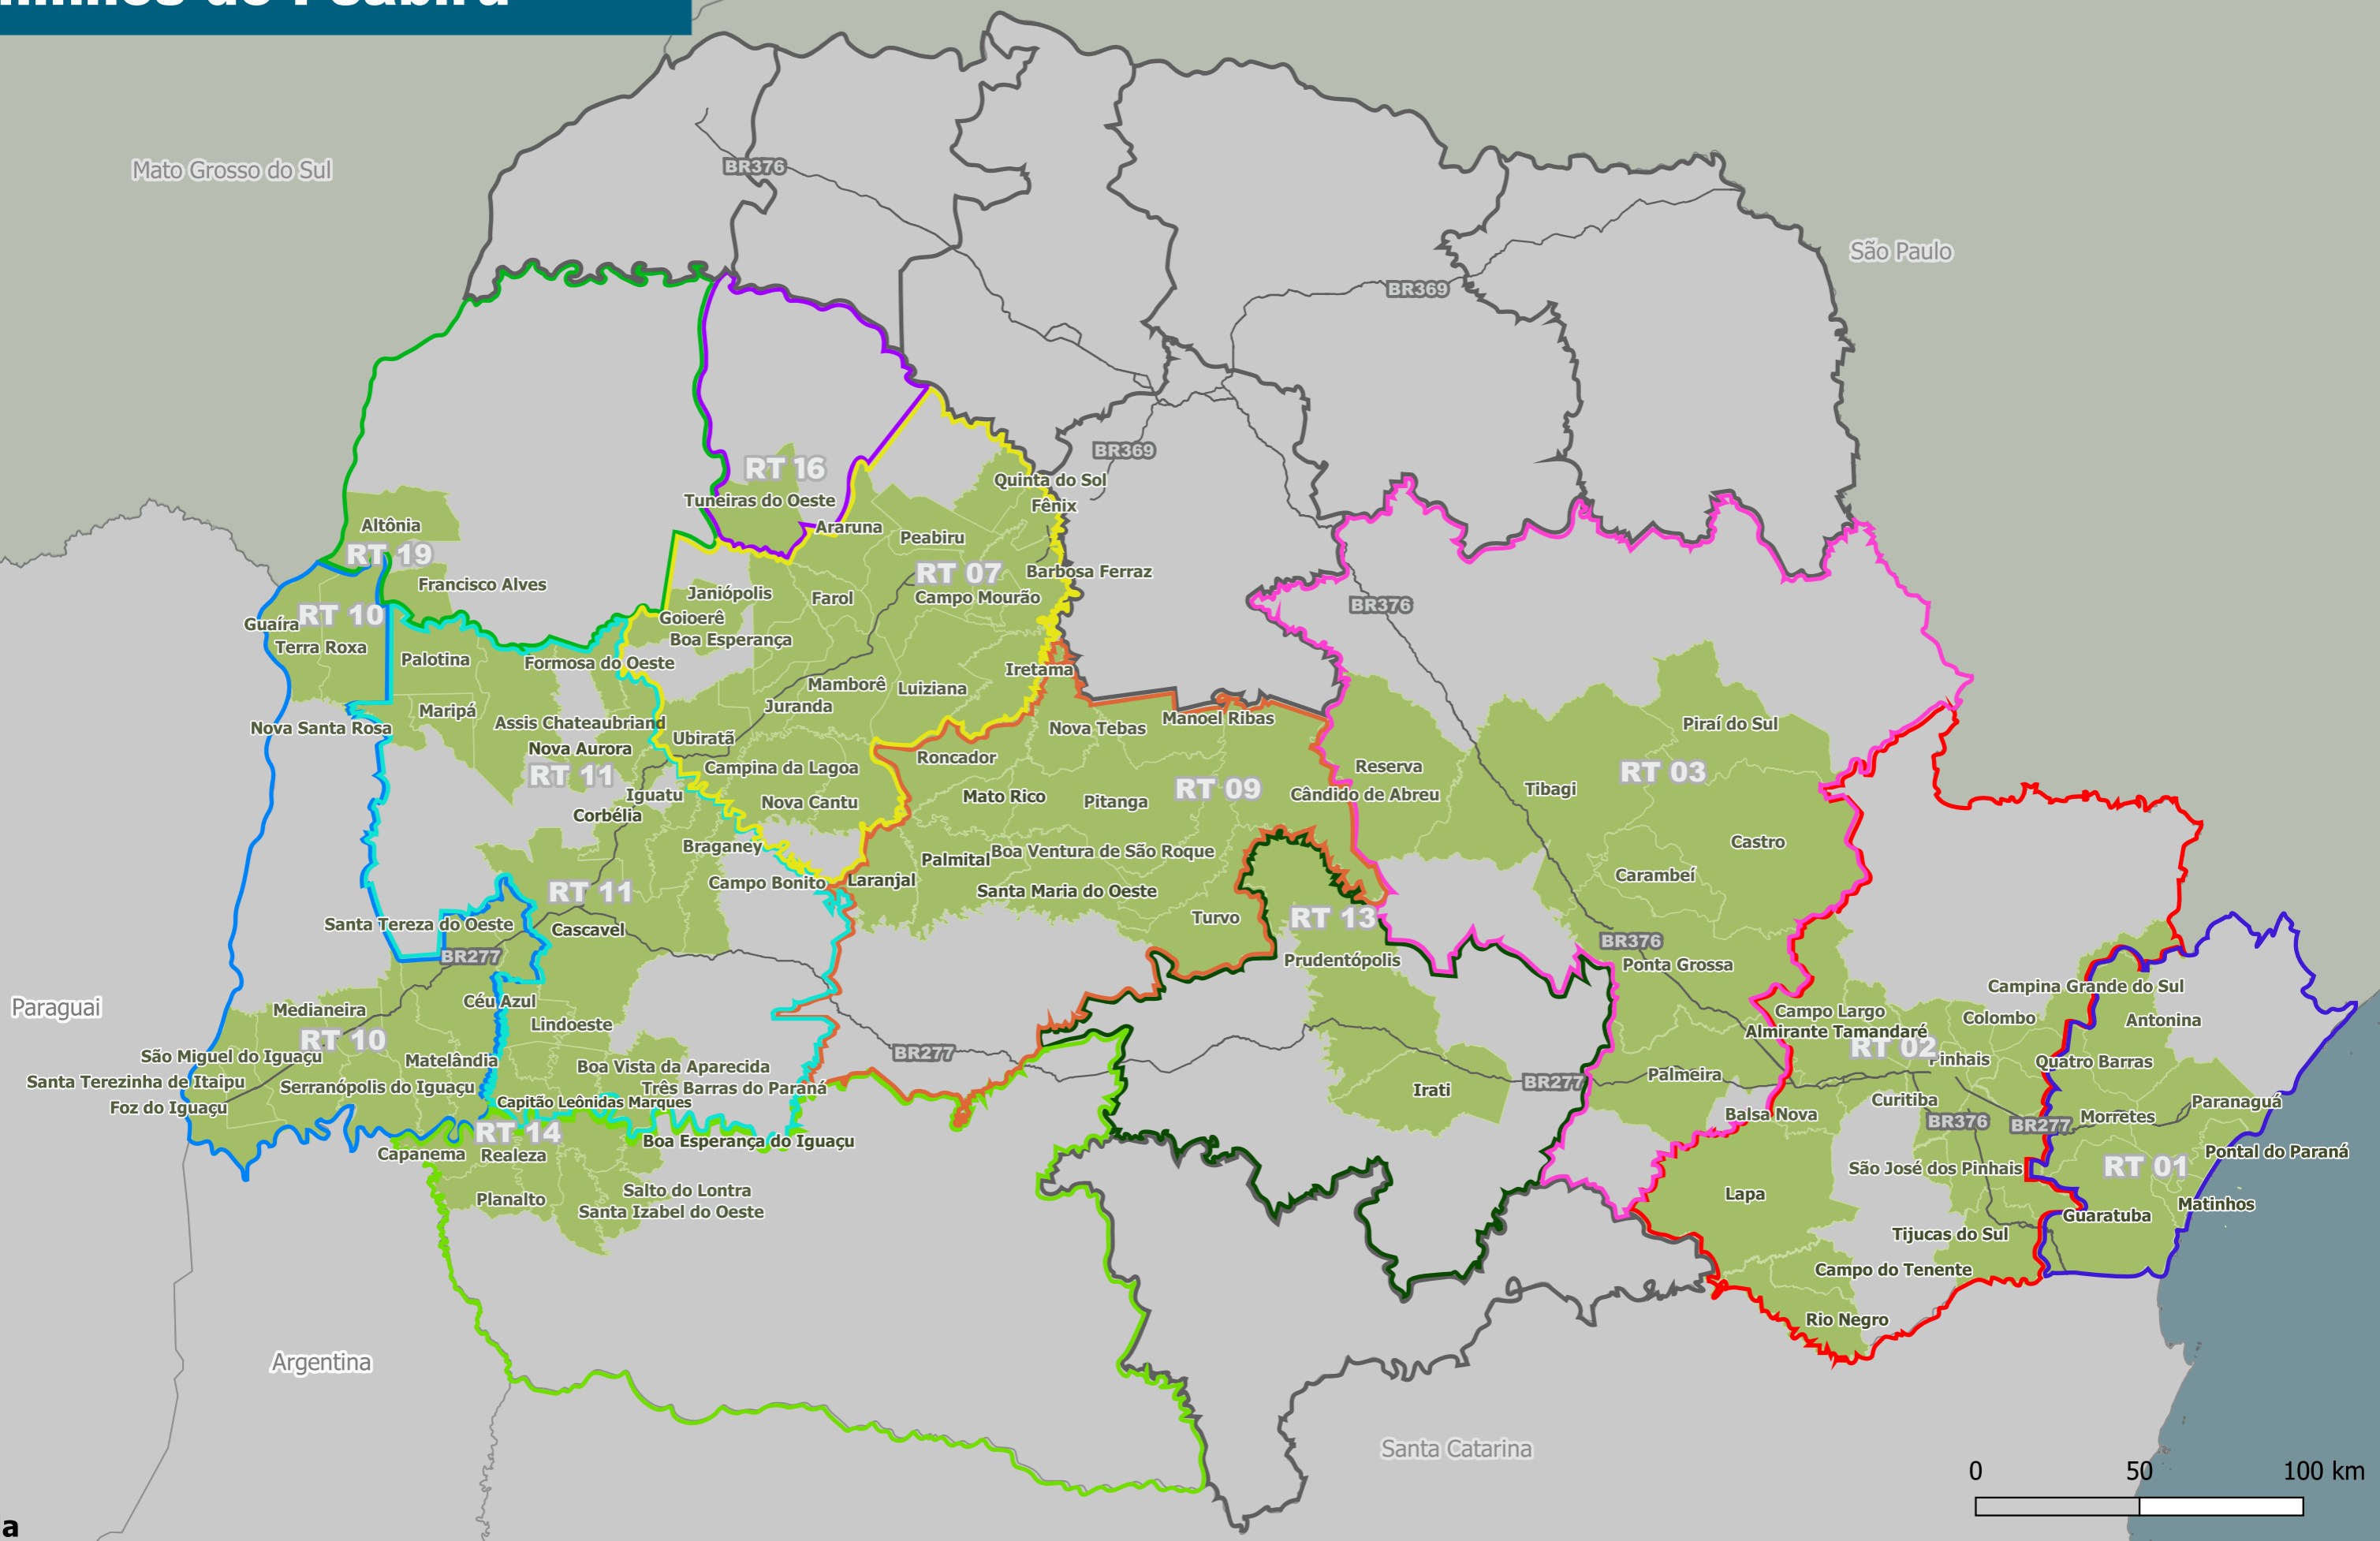 Mato Grosso do Sul
BR376
São Paulo
BR369
BR369
RT 16
Tuneiras do Oeste
Quinta do Sol
Fênix
Altônia
Araruna
Peabiru
RT 19
Francisco Alves
RT 07
Barbosa Ferraz
Janiópolis
Farol
Campo Mourão
BR376
RT 10
Guaíra
Goioerê
Terra Roxa
Boa Esperança
Palotina
Formosa do Oeste
Iretama
Mamborê
Luiziana
Juranda
Maripá
Assis Chateaubriand
Nova Santa Rosa
Nova Tebas
Manoel Ribas
Piraí do Sul
Nova Aurora
Ubiratã
Roncador
RT 11
Campina da Lagoa
Reserva
RT 03
Iguatu
Nova Cantu
Mato Rico
Pitanga
RT 09
Cândido de Abreu
Tibagi
Corbélia
Braganey
Palmital
Boa Ventura de São Roque
Castro
Campo Bonito
Laranjal
Santa Maria do Oeste
Carambeí
RT 11
Santa Tereza do Oeste
Cascavel
Turvo
RT 13
BR277
Prudentópolis
BR376
Ponta Grossa
Paraguai
Medianeira
Céu Azul
Campina Grande do Sul
Lindoeste
Campo Largo
Colombo
Antonina
RT 10
Almirante Tamandaré
RT 02
São Miguel do Iguaçu
Matelândia
Boa Vista da Aparecida
BR277
Pinhais
Quatro Barras
Santa Terezinha de Itaipu
Serranópolis do Iguaçu
Três Barras do Paraná
Irati
BR277
Palmeira
Foz do Iguaçu
Capitão Leônidas Marques
Balsa Nova
Curitiba
Paranaguá
BR376
BR277
Morretes
RT 14
Boa Esperança do Iguaçu
Capanema
Realeza
Pontal do Paraná
São José dos Pinhais
RT 01
Planalto
Salto do Lontra
Lapa
Matinhos
Santa Izabel do Oeste
Guaratuba
Tijucas do Sul
Campo do Tenente
Rio Negro
Argentina
Santa Catarina
0 50 100 km
a